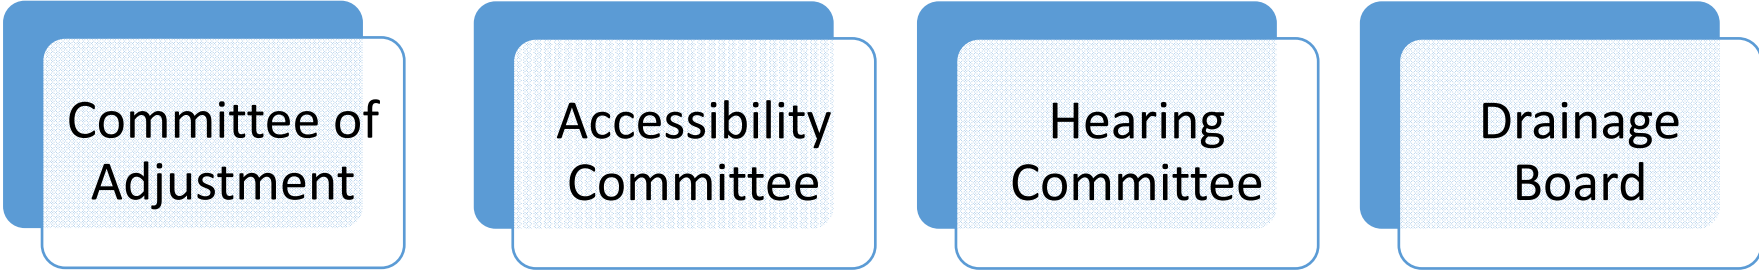 Committee of
Adjustment
Accessibility
Committee
Hearing
Committee
Drainage
Board